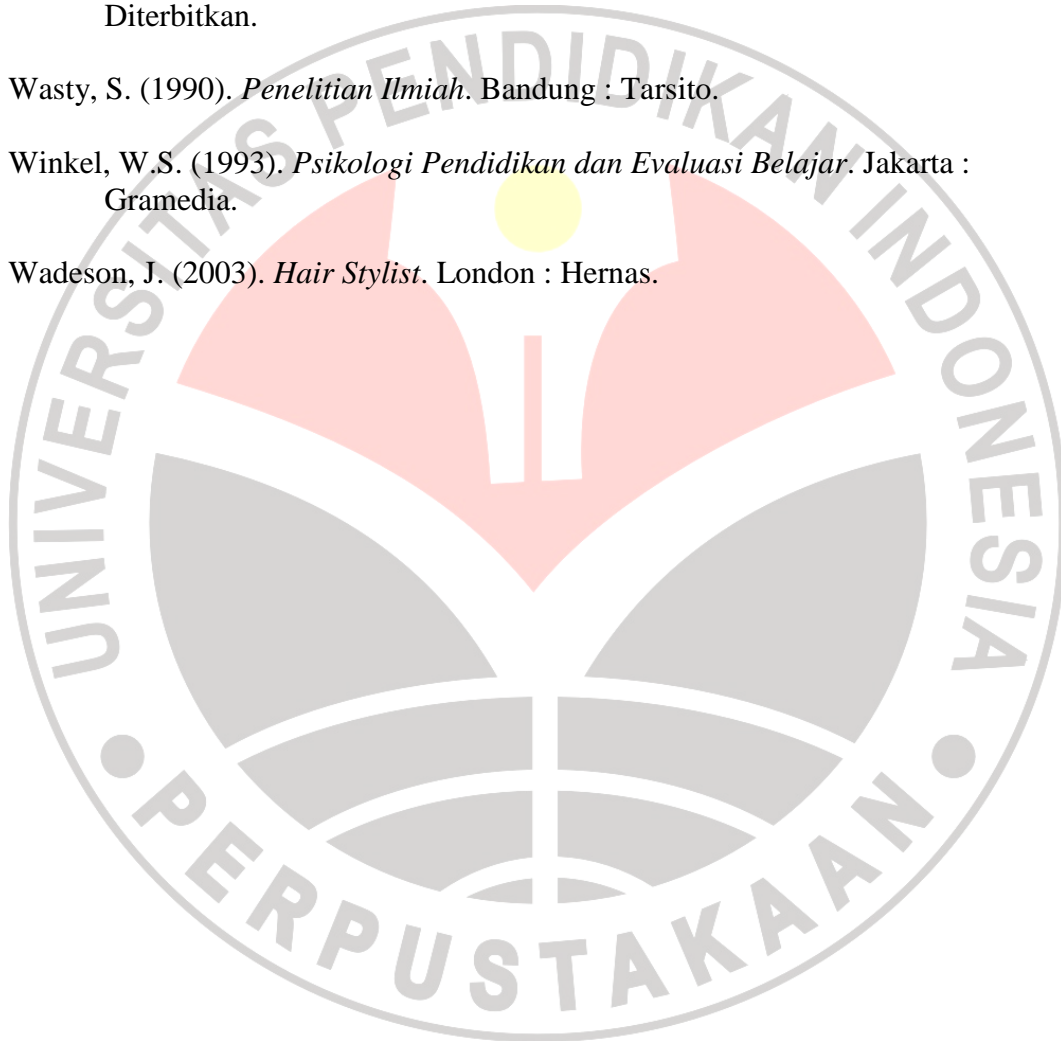 Diterbitkan.
Wasty, S. (1990). Penelitian Ilmiah. Bandung : Tarsito.
Winkel, W.S. (1993). Psikologi Pendidikan dan Evaluasi Belajar. Jakarta :
Gramedia.
Wadeson, J. (2003). Hair Stylist. London : Hernas.
UNIVERSITAS PENDIDIKAN INDONESIA
PERPUSTAKAAN